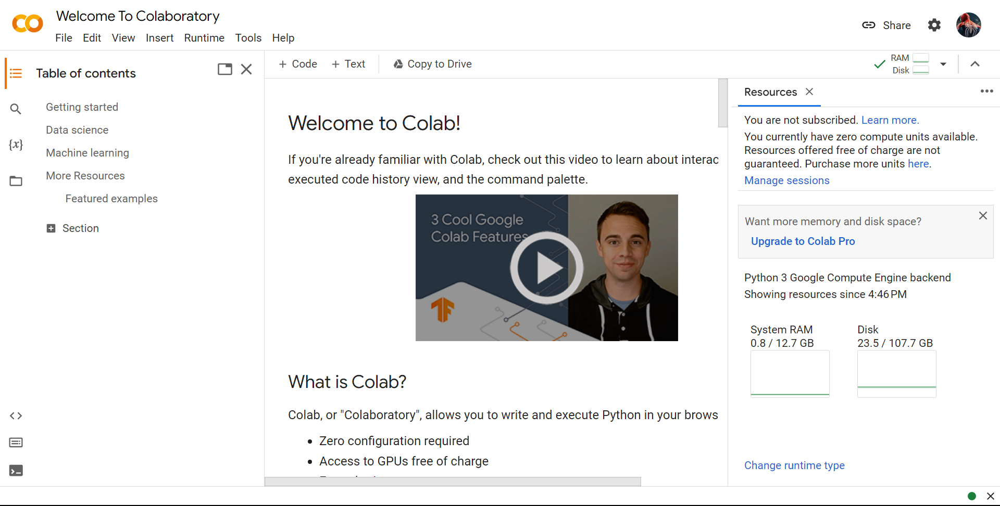 Welcome To Colaboratory
File Edit View Insert Runtime Tools Help
Share
Table of contents
Getting started
Data science
{x}
Machine learning
More Resources
Featured examples
Section
+ Code + Text Copy to Drive
RAM
Disk
Welcome to Colab!
If you're already familiar with Colab, check out this video to learn about interac
executed code history view, and the command palette.
3 Cool Google
Colab Features
What is Colab?
Colab, or "Colaboratory", allows you to write and execute Python in your brows
• Zero configuration required
• Access to GPUs free of charge
Resources
You are not subscribed. Learn more.
You currently have zero compute units available.
Resources offered free of charge are not
guaranteed. Purchase more units here.
Manage sessions
Want more memory and disk space?
Upgrade to Colab Pro
Python 3 Google Compute Engine backend
Showing resources since 4:46 PM
System RAM
0.8 / 12.7 GB
Disk
23.5 / 107.7 GB
Change runtime type